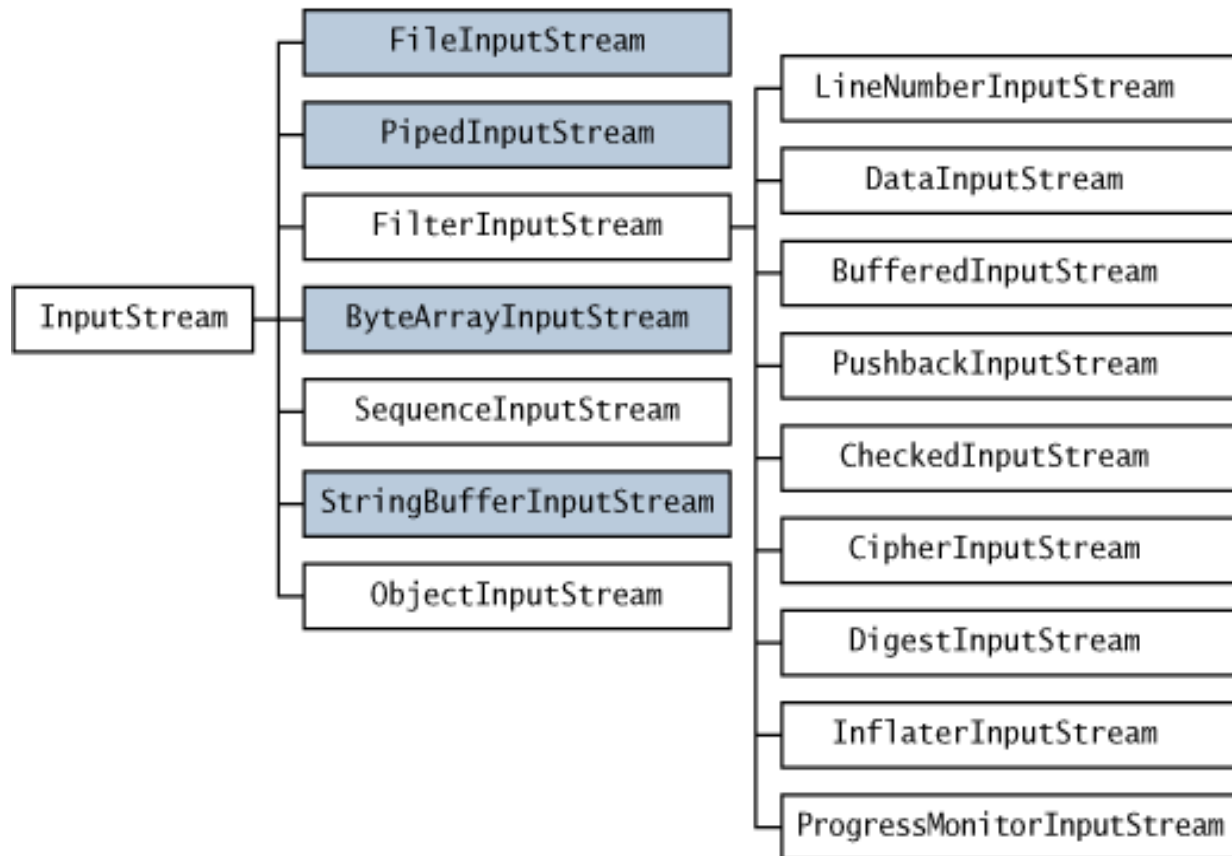 InputStream
FileInputStream
PipedInputStream
FilterInputStream
ByteArrayInputStream
SequenceInputStream
StringBufferInputStream
ObjectInputStream
LineNumberInputStream
DataInputStream
BufferedInputStream
PushbackInputStream
CheckedInputStream
CipherInputStream
DigestInputStream
InflaterInputStream
ProgressMonitorInputStream